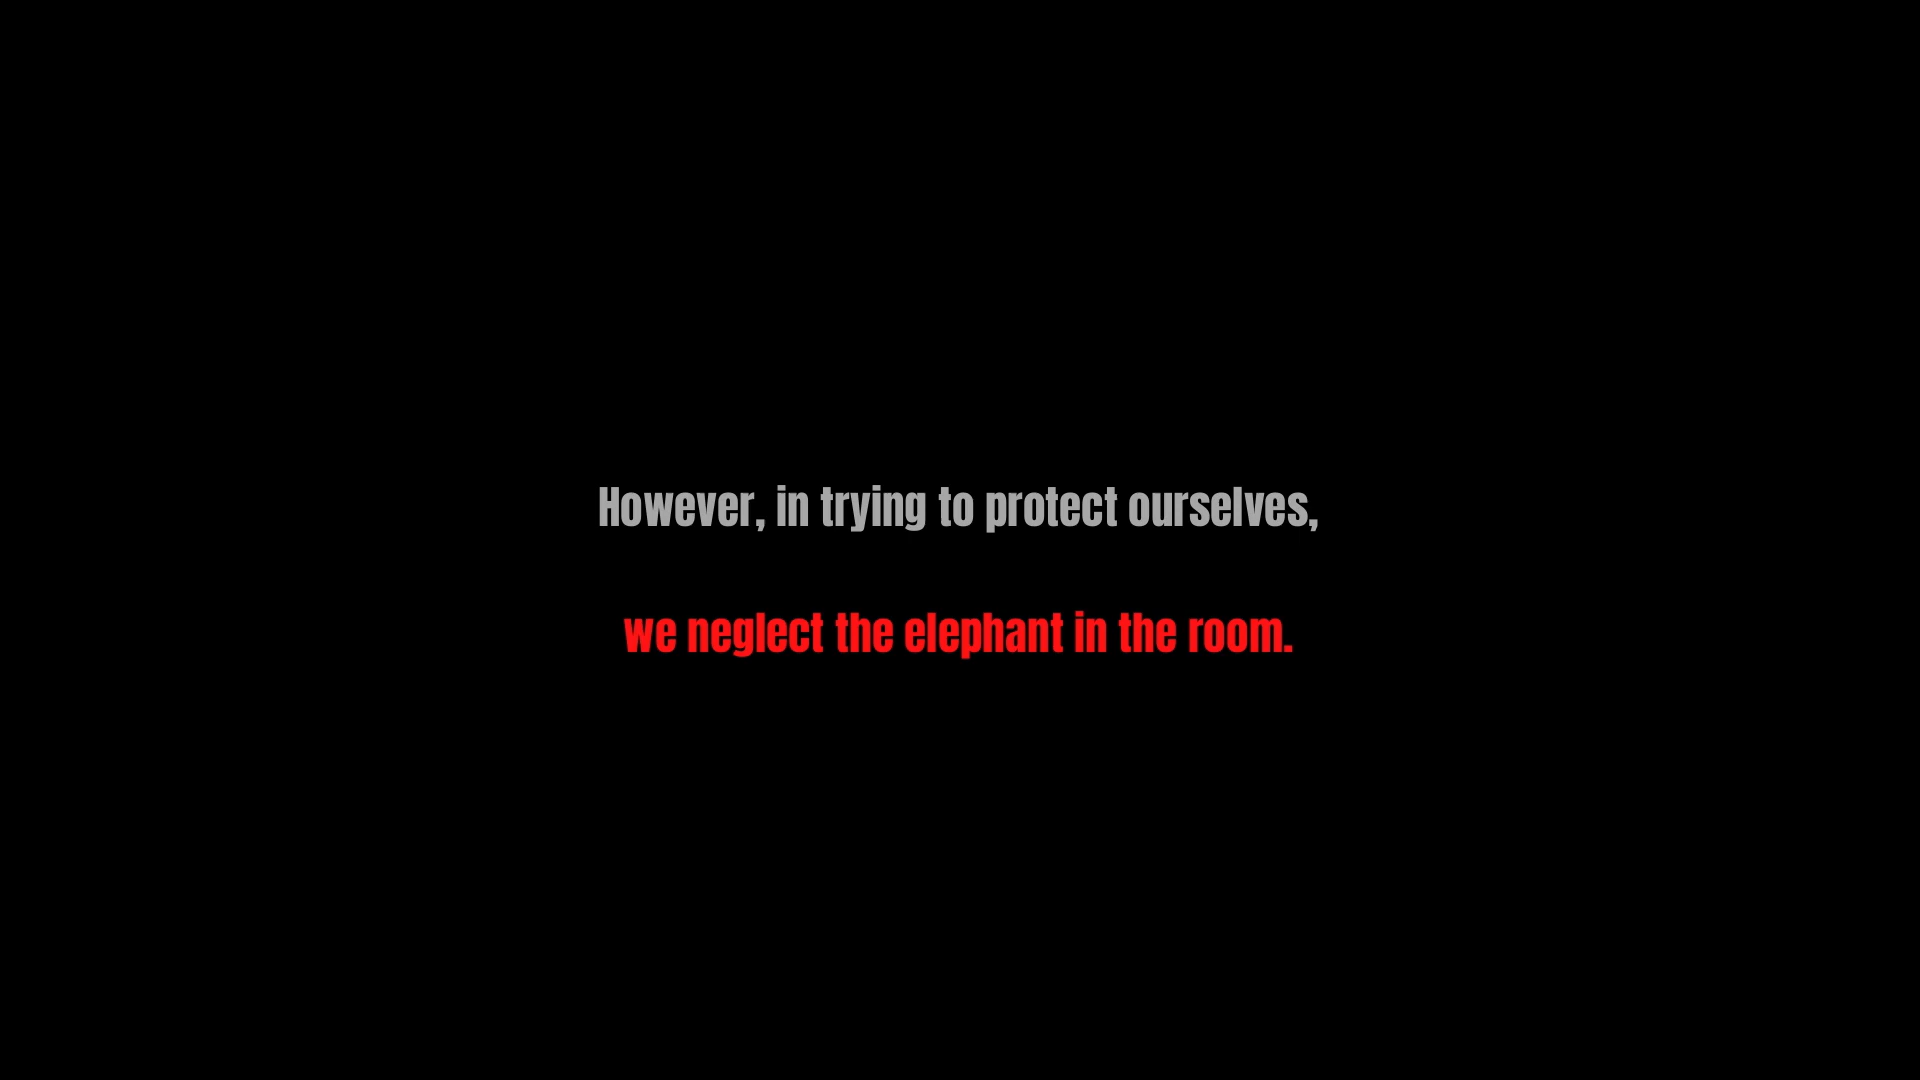 However, in trying to protect ourselves,
we neglect the elephant in the room.